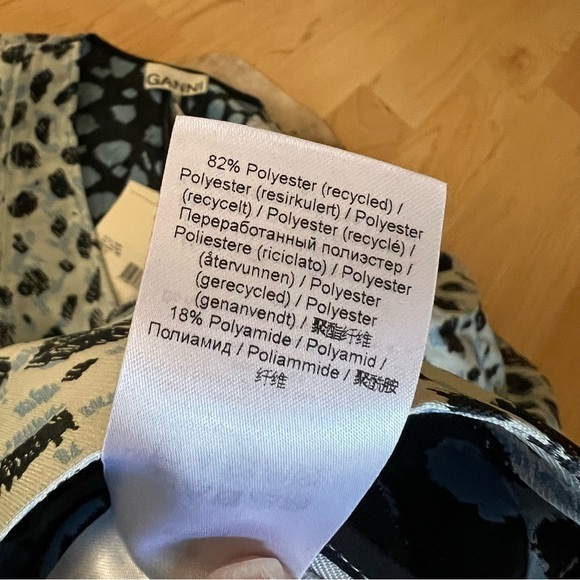 GANNI
82% Polyester (recycled) /
Polyester (resirkulert) / Polyester
(recycelt) / Polyester (recyclé) /
Переработанный полиэстер /
Poliestere (riciclato) / Polyester
(återvunnen) / Polyester
(gerecycled) / Polyester
(genanvendt) / 聚酯纤维
18% Polyamide / Polyamid /
Полиамид / Poliammide / 聚酰胺
纤维